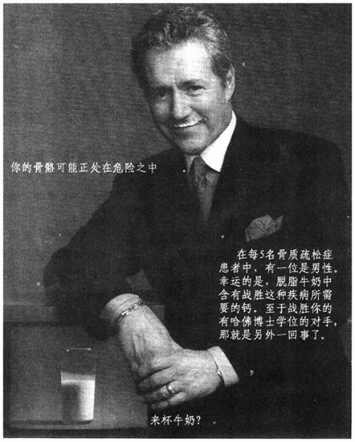 你的骨骼可能正处在危险之中
在每5名骨质疏松症
患者中，有一位是男性。
幸运的是，脱脂牛奶中
含有战胜这种疾病所需
要的钙。至于战胜你的
有哈佛博士学位的对手，
那就是另外一回事了。
来杯牛奶？